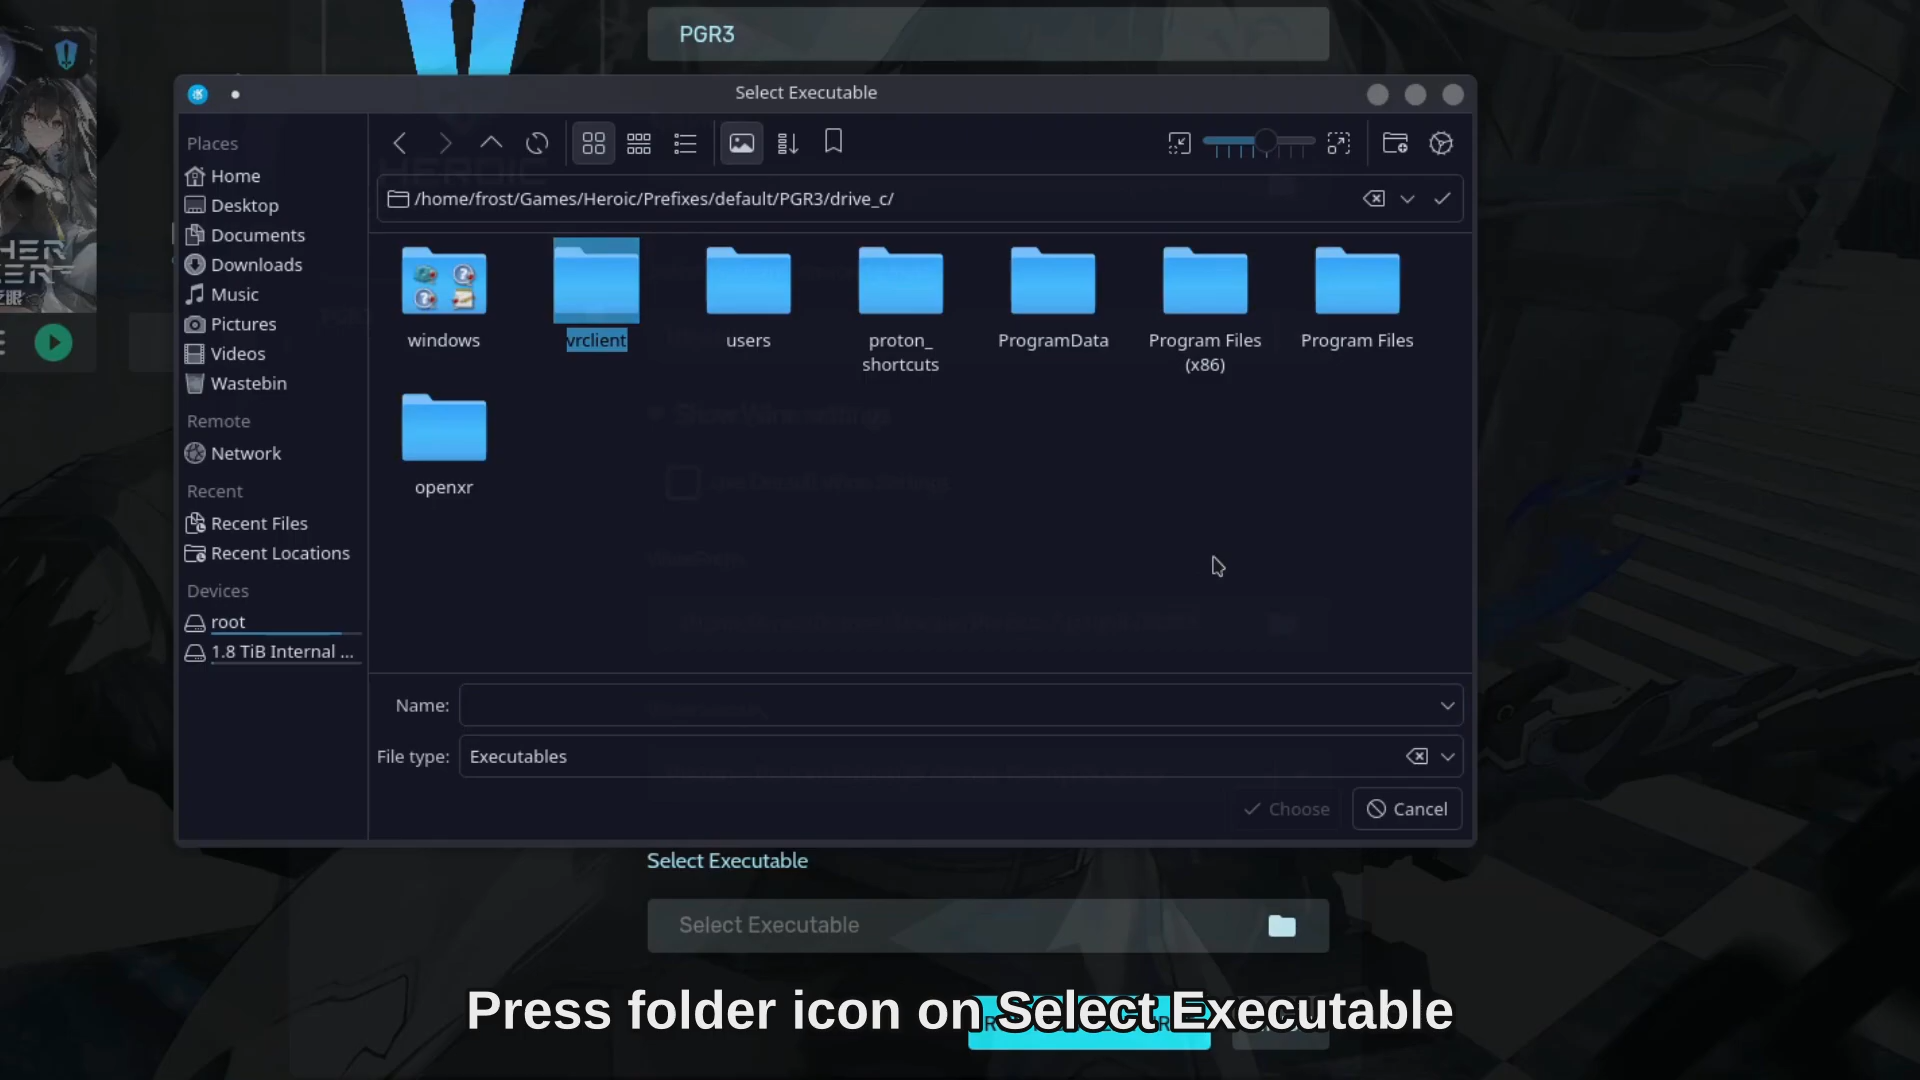 PGR3
Select Executable
Places
Home
Desktop
Documents
Downloads
Music
Pictures
Videos
Wastebin
Remote
Network
Recent
Recent Files
Recent Locations
Devices
root
1.8 TiB Internal ...
/home/frost/Games/Heroic/Prefixes/default/PGR3/drive_c/
windows
vrclient
users
proton_
shortcuts
ProgramData
Program Files
(x86)
Program Files
openxr
Show Wine settings
Name:
File type:
Executables
Choose
Cancel
Select Executable
Select Executable
Press folder icon on Select Executable